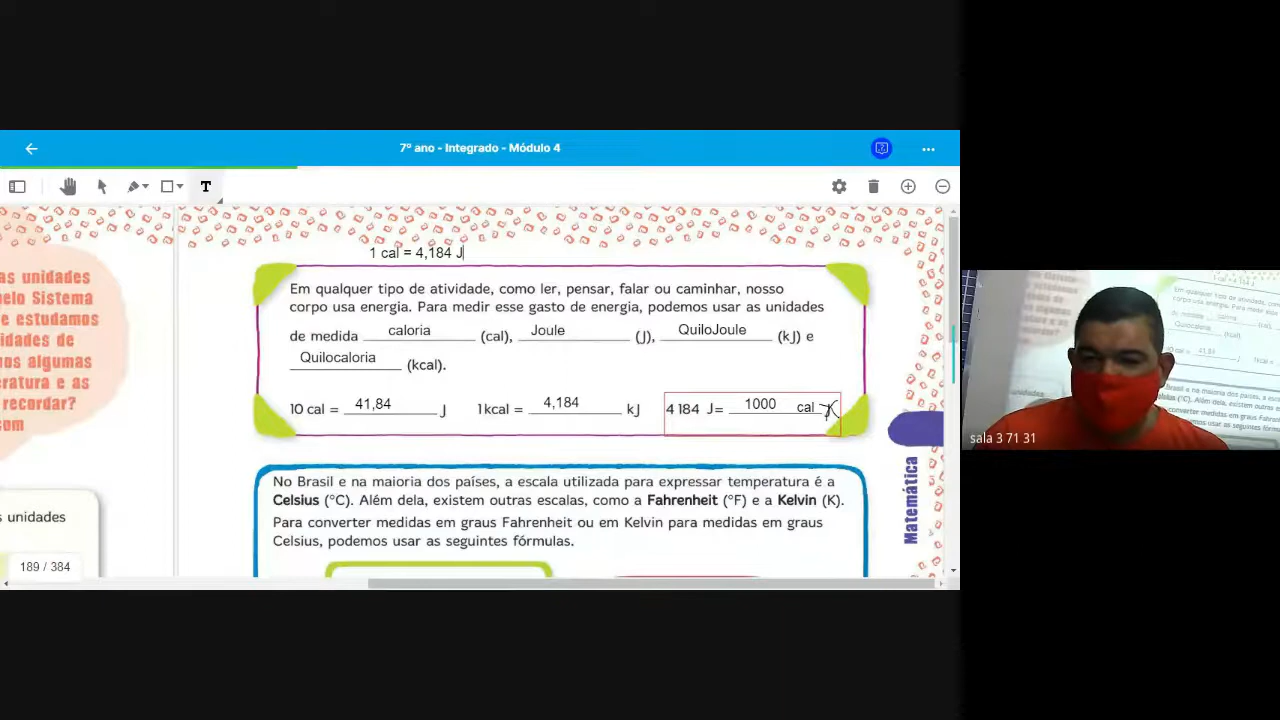 7º ano - Integrado - Módulo 4
1 cal = 4,184 J
as unidades
pelo Sistema
e estudamos
idades de
nos algumas
ratura e as
recordar?
som
Em qualquer tipo de atividade, como ler, pensar, falar ou caminhar, nosso
corpo usa energia. Para medir esse gasto de energia, podemos usar as unidades
de medida caloria (cal), Joule (J), QuiloJoule (kJ) e
Quilocaloria (kcal).
10 cal = 41,84 J 1 kcal = 4,184 kJ 4 184 J= 1000 cal
No Brasil e na maioria dos países, a escala utilizada para expressar temperatura é a
Celsius (°C). Além dela, existem outras escalas, como a Fahrenheit (°F) e a Kelvin (K).
Para converter medidas em graus Fahrenheit ou em Kelvin para medidas em graus
Celsius, podemos usar as seguintes fórmulas.
s unidades
189 / 384
Matemática
sala 3 71 31